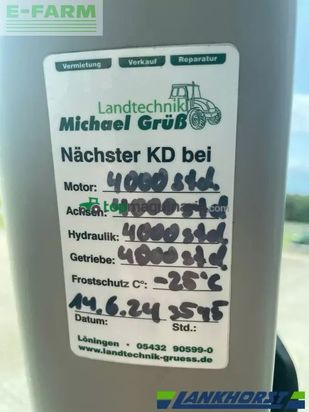 E-FARM
Vermietung Verkauf Reparatur
Landtechnik
Michael Grüß
Nächster KD bei
Motor: 4000 std.
Achsen: 4000 std.
Hydraulik: 4000 std.
Getriebe: 4000 std.
Frostschutz C°: -25°C
14.6.24 3545
Datum: Std.:
Löningen • 05432 90599-0
www.landtechnik-gruess.de
LANKHORST